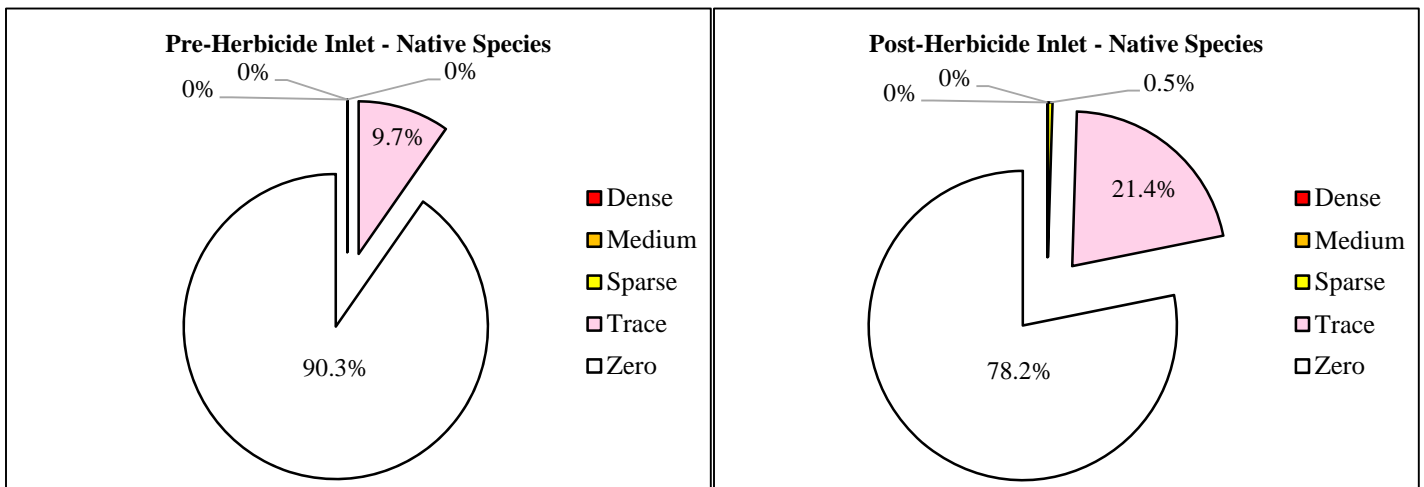 Pre-Herbicide Inlet - Native Species
0%
0%
0%
9.7%
90.3%
Dense
Medium
Sparse
Trace
Zero
Post-Herbicide Inlet - Native Species
0%
0%
0.5%
21.4%
78.2%
Dense
Medium
Sparse
Trace
Zero